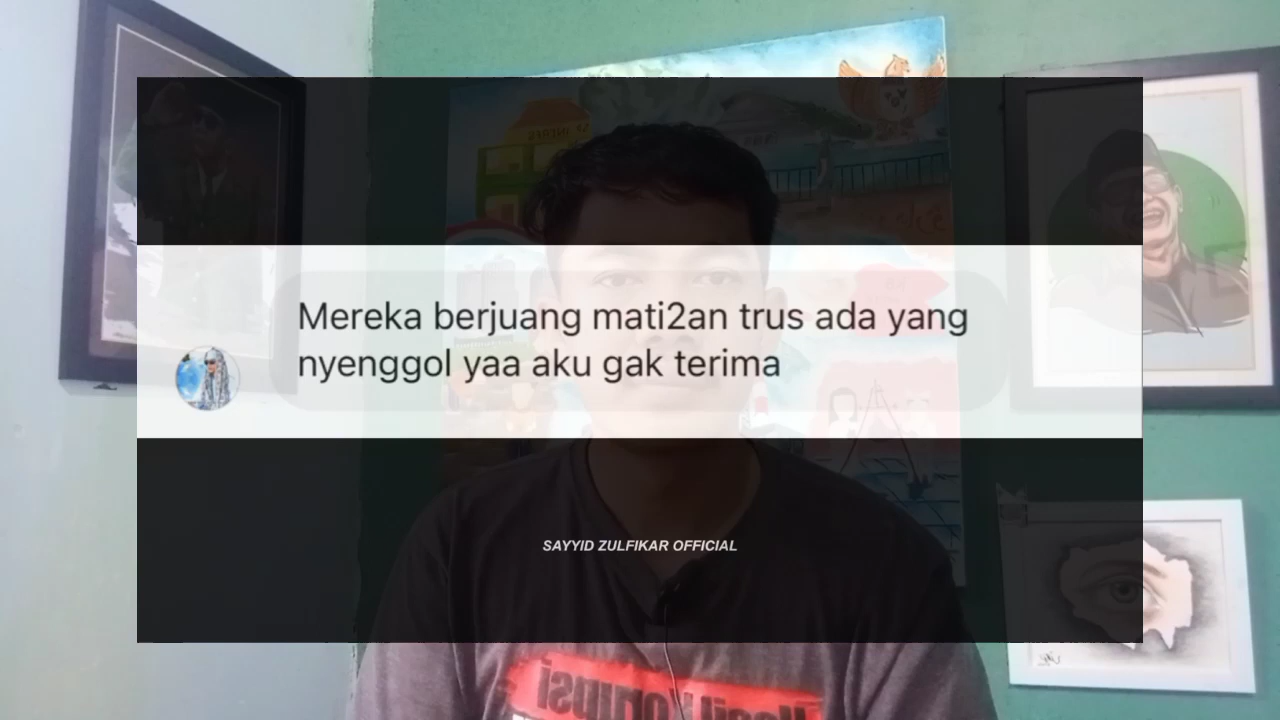 Mereka berjuang mati2an trus ada yang
nyenggol yaa aku gak terima
SAYYID ZULFIKAR OFFICIAL